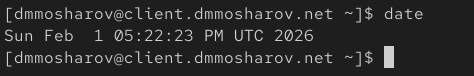 [dmmosharov@client.dmmosharov.net ~]$ date
Sun Feb  1 05:22:23 PM UTC 2026
[dmmosharov@client.dmmosharov.net ~]$